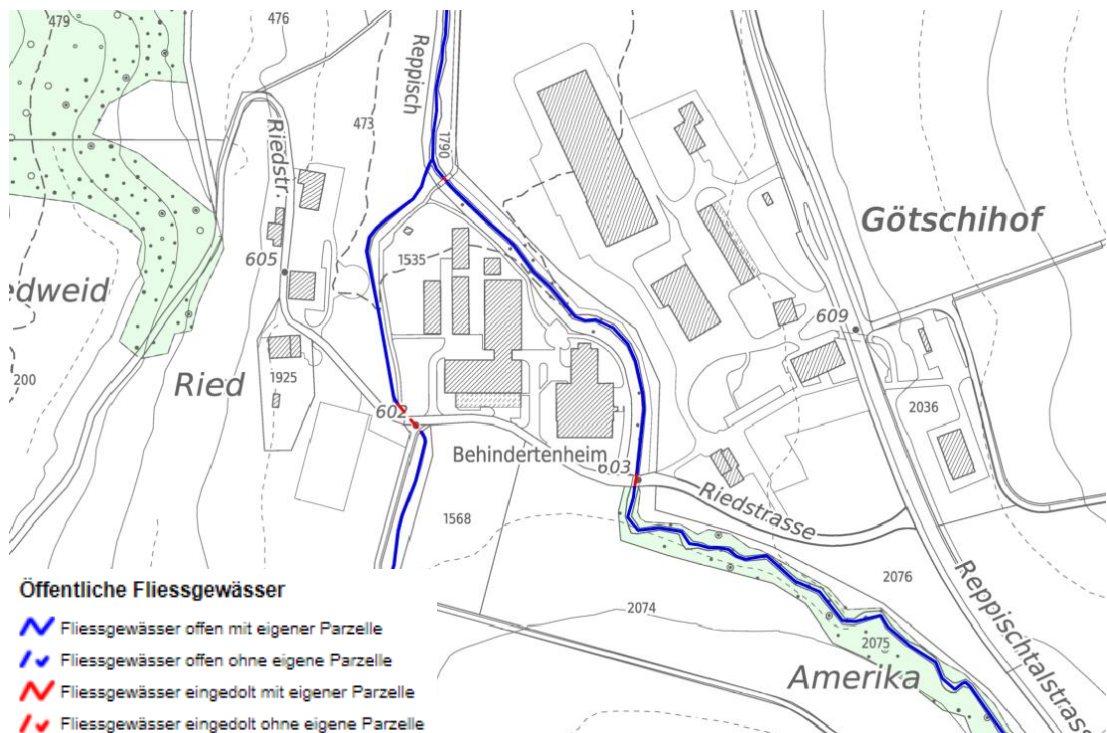 479
476
Reppisch
473
Riedstr.
1790
Götschihof
605
1535
edweid
609
200
Ried
1925
602
2036
Behindertenheim
603
Riedstrasse
1568
2076
Reppischtalstrass
2074
2075
Amerika
Öffentliche Fliessgewässer
Fliessgewässer offen mit eigener Parzelle
Fliessgewässer offen ohne eigene Parzelle
Fliessgewässer eingedolt mit eigener Parzelle
Fliessgewässer eingedolt ohne eigene Parzelle